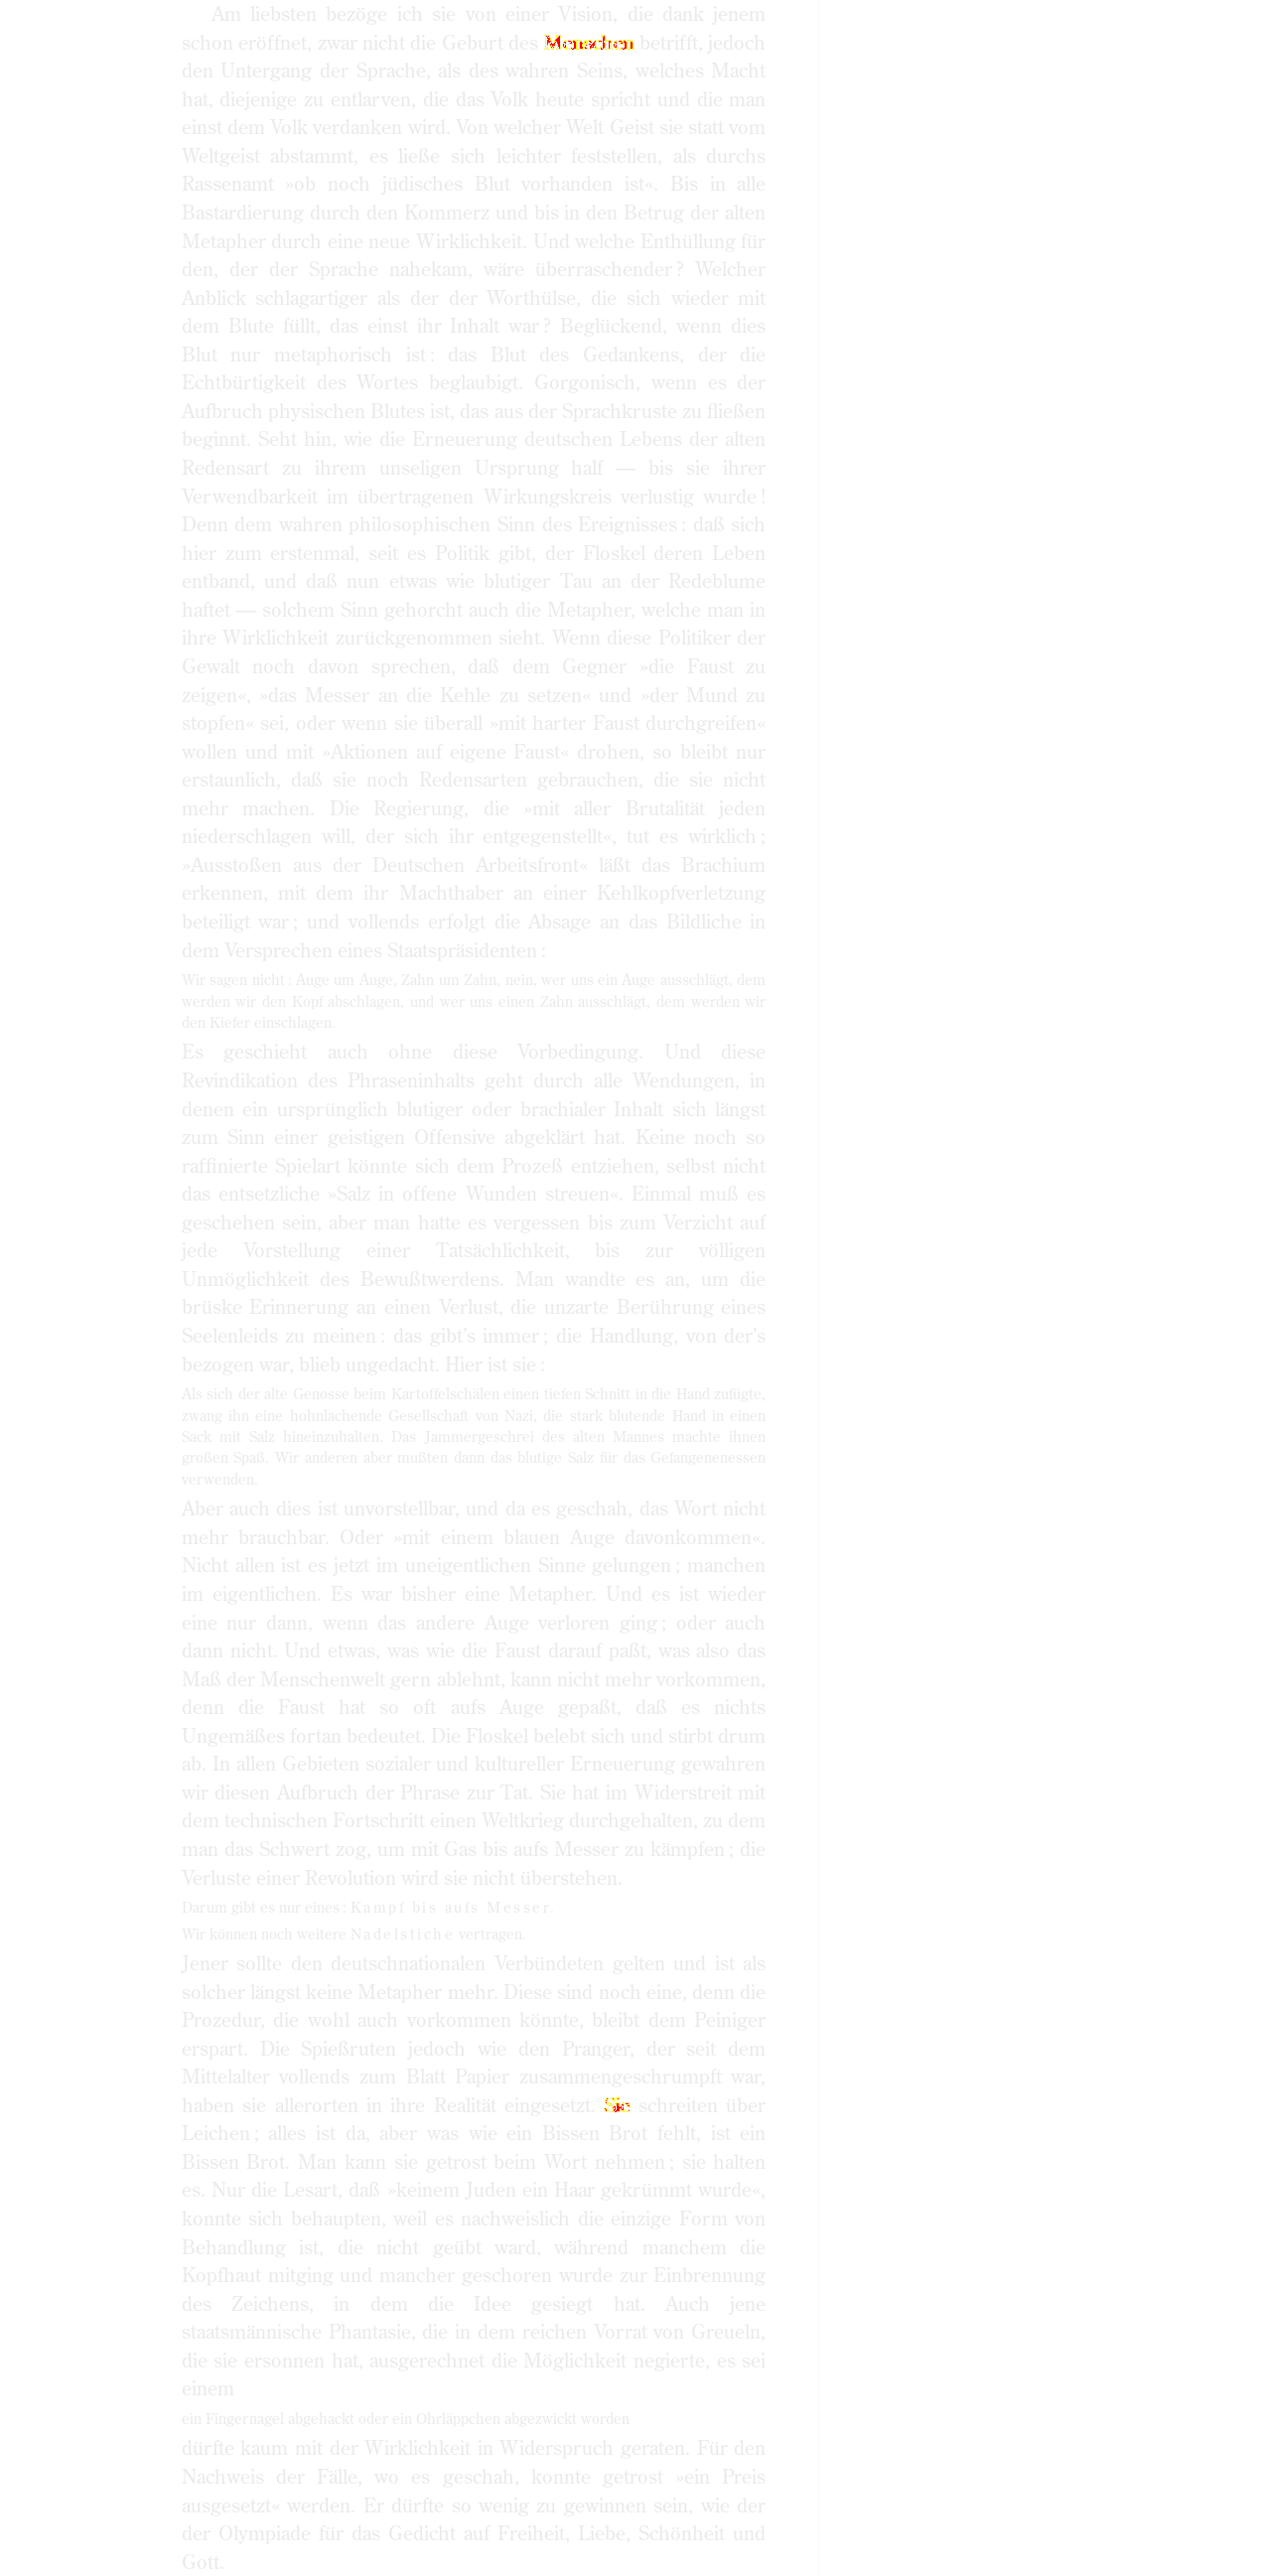 Am liebsten bezöge ich sie von einer Vision, die dank jenem
schon eröffnet, zwar nicht die Geburt des Menschen betrifft, jedoch
den Untergang der Sprache, als des wahren Seins, welches Macht
hat, diejenige zu entlarven, die das Volk heute spricht und die man
einst dem Volk verdanken wird. Von welcher Welt Geist sie statt vom
Weltgeist abstammt, es ließe sich leichter feststellen, als durchs
Rassenamt »ob noch jüdisches Blut vorhanden ist«. Bis in alle
Bastardierung durch den Kommerz und bis in den Betrug der alten
Metapher durch eine neue Wirklichkeit. Und welche Enthüllung für
den, der der Sprache nahekam, wäre überraschender? Welcher
Anblick schlagartiger als der der Worthülse, die sich wieder mit
dem Blute füllt, das einst ihr Inhalt war? Beglückend, wenn dies
Blut nur metaphorisch ist: das Blut des Gedankens, der die
Echtbürtigkeit des Wortes beglaubigt. Gorgonisch, wenn es der
Aufbruch physischen Blutes ist, das aus der Sprachkruste zu fließen
beginnt. Seht hin, wie die Erneuerung deutschen Lebens der alten
Redensart zu ihrem unseligen Ursprung half — bis sie ihrer
Verwendbarkeit im übertragenen Wirkungskreis verlustig wurde!
Denn dem wahren philosophischen Sinn des Ereignisses: daß sich
hier zum erstenmal, seit es Politik gibt, der Floskel deren Leben
entband, und daß nun etwas wie blutiger Tau an der Redeblume
haftet — solchem Sinn gehorcht auch die Metapher, welche man in
ihre Wirklichkeit zurückgenommen sieht. Wenn diese Politiker der
Gewalt noch davon sprechen, daß dem Gegner »die Faust zu
zeigen«, »das Messer an die Kehle zu setzen« und »der Mund zu
stopfen« sei, oder wenn sie überall »mit harter Faust durchgreifen«
wollen und mit »Aktionen auf eigene Faust« drohen, so bleibt nur
erstaunlich, daß sie noch Redensarten gebrauchen, die sie nicht
mehr machen. Die Regierung, die »mit aller Brutalität jeden
niederschlagen will, der sich ihr entgegenstellt«, tut es wirklich;
»Ausstoßen aus der Deutschen Arbeitsfront« läßt das Brachium
erkennen, mit dem ihr Machthaber an einer Kehlkopfverletzung
beteiligt war; und vollends erfolgt die Absage an das Bildliche in
dem Versprechen eines Staatspräsidenten:
Wir sagen nicht: Auge um Auge, Zahn um Zahn, nein, wer uns ein Auge ausschlägt, dem
werden wir den Kopf abschlagen, und wer uns einen Zahn ausschlägt, dem werden wir
den Kiefer einschlagen.
Es geschieht auch ohne diese Vorbedingung. Und diese
Revindikation des Phraseninhalts geht durch alle Wendungen, in
denen ein ursprünglich blutiger oder brachialer Inhalt sich längst
zum Sinn einer geistigen Offensive abgeklärt hat. Keine noch so
raffinierte Spielart könnte sich dem Prozeß entziehen, selbst nicht
das entsetzliche »Salz in offene Wunden streuen«. Einmal muß es
geschehen sein, aber man hatte es vergessen bis zum Verzicht auf
jede Vorstellung einer Tatsächlichkeit, bis zur völligen
Unmöglichkeit des Bewußtwerdens. Man wandte es an, um die
brüske Erinnerung an einen Verlust, die unzarte Berührung eines
Seelenleids zu meinen: das gibt's immer; die Handlung, von der's
bezogen war, blieb ungedacht. Hier ist sie:
Als sich der alte Genosse beim Kartoffelschälen einen tiefen Schnitt in die Hand zufügte,
zwang ihn eine hohnlachende Gesellschaft von Nazi, die stark blutende Hand in einen
Sack mit Salz hineinzuhalten. Das Jammergeschrei des alten Mannes machte ihnen
großen Spaß. Wir anderen aber mußten dann das blutige Salz für das Gefangenenessen
verwenden.
Aber auch dies ist unvorstellbar, und da es geschah, das Wort nicht
mehr brauchbar. Oder »mit einem blauen Auge davonkommen«.
Nicht allen ist es jetzt im uneigentlichen Sinne gelungen; manchen
im eigentlichen. Es war bisher eine Metapher. Und es ist wieder
eine nur dann, wenn das andere Auge verloren ging; oder auch
dann nicht. Und etwas, was wie die Faust darauf paßt, was also das
Maß der Menschenwelt gern ablehnt, kann nicht mehr vorkommen,
denn die Faust hat so oft aufs Auge gepaßt, daß es nichts
Ungemäßes fortan bedeutet. Die Floskel belebt sich und stirbt drum
ab. In allen Gebieten sozialer und kultureller Erneuerung gewahren
wir diesen Aufbruch der Phrase zur Tat. Sie hat im Widerstreit mit
dem technischen Fortschritt einen Weltkrieg durchgehalten, zu dem
man das Schwert zog, um mit Gas bis aufs Messer zu kämpfen; die
Verluste einer Revolution wird sie nicht überstehen.
Darum gibt es nur eines: Kampf bis aufs Messer.
Wir können noch weitere Nadelstiche vertragen.
Jener sollte den deutschnationalen Verbündeten gelten und ist als
solcher längst keine Metapher mehr. Diese sind noch eine, denn die
Prozedur, die wohl auch vorkommen könnte, bleibt dem Peiniger
erspart. Die Spießruten jedoch wie den Pranger, der seit dem
Mittelalter vollends zum Blatt Papier zusammengeschrumpft war,
haben sie allerorten in ihre Realität eingesetzt. Sie schreiten über
Leichen; alles ist da, aber was wie ein Bissen Brot fehlt, ist ein
Bissen Brot. Man kann sie getrost beim Wort nehmen; sie halten
es. Nur die Lesart, daß »keinem Juden ein Haar gekrümmt wurde«,
konnte sich behaupten, weil es nachweislich die einzige Form von
Behandlung ist, die nicht geübt ward, während manchem die
Kopfhaut mitging und mancher geschoren wurde zur Einbrennung
des Zeichens, in dem die Idee gesiegt hat. Auch jene
staatsmännische Phantasie, die in dem reichen Vorrat von Greueln,
die sie ersonnen hat, ausgerechnet die Möglichkeit negierte, es sei
einem
ein Fingernagel abgehackt oder ein Ohrläppchen abgezwickt worden
dürfte kaum mit der Wirklichkeit in Widerspruch geraten. Für den
Nachweis der Fälle, wo es geschah, konnte getrost »ein Preis
ausgesetzt« werden. Er dürfte so wenig zu gewinnen sein, wie der
der Olympiade für das Gedicht auf Freiheit, Liebe, Schönheit und
Gott.